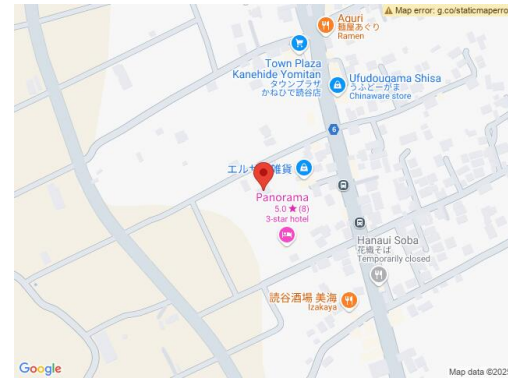 Map error: g.co/staticmaperro
Aguri
麺屋あぐり
Ramen
Town Plaza
Kanehide Yomitan
タウンプラザ
かねひで読谷店
Ufudougama Shisa
うふどーがま
Chinaware store
6
雑貨
Panorama
5.0 ★ (8)
3-star hotel
Hanaui Soba
花織そば
Temporarily closed
読谷酒場 美海
Izakaya
Google
Map data ©2025